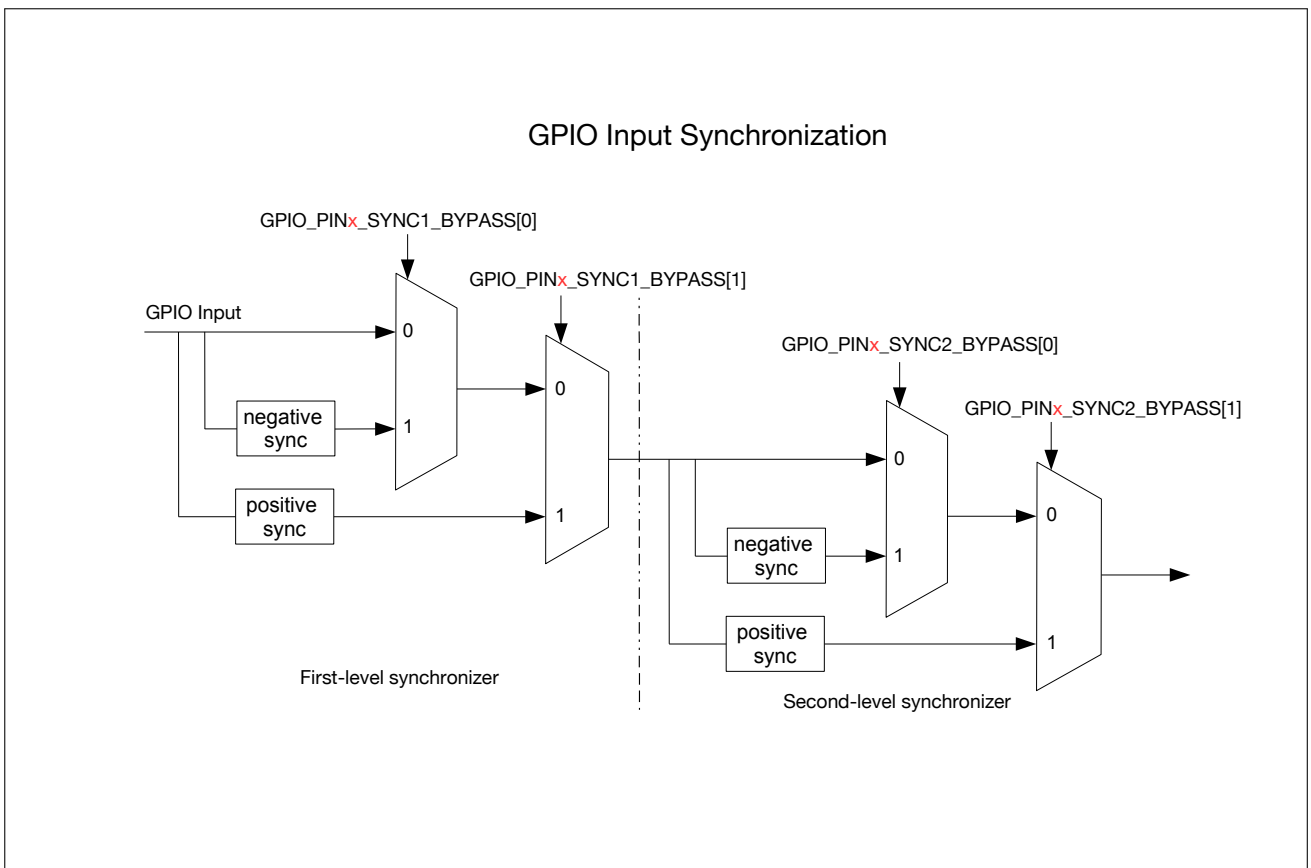 GPIO Input Synchronization
GPIO_PINx_SYNC1_BYPASS[0]
GPIO_PINx_SYNC1_BYPASS[1]
GPIO Input
0
1
negative
sync
positive
sync
0
1
First-level synchronizer
GPIO_PINx_SYNC2_BYPASS[0]
GPIO_PINx_SYNC2_BYPASS[1]
0
1
negative
sync
positive
sync
0
1
Second-level synchronizer